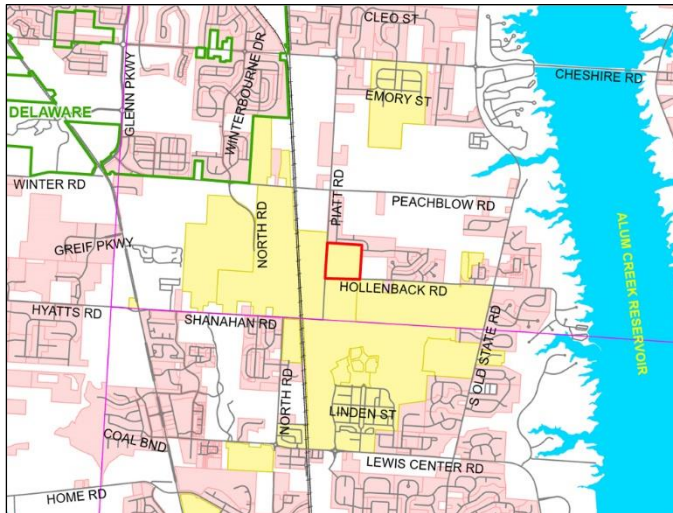 CLEO ST
CHESHIRE RD
EMORY ST
WINTERBOURNE DR
GLENN PKWY
DELAWARE
WINTER RD
PIATT RD
PEACHBLOW RD
NORTH RD
GREIF PKWY
HOLLENBACK RD
HYATTS RD
SHANAHAN RD
S OLD STATE RD
ALUM CREEK RESERVOIR
NORTH RD
LINDEN ST
COAL BND
LEWIS CENTER RD
HOME RD